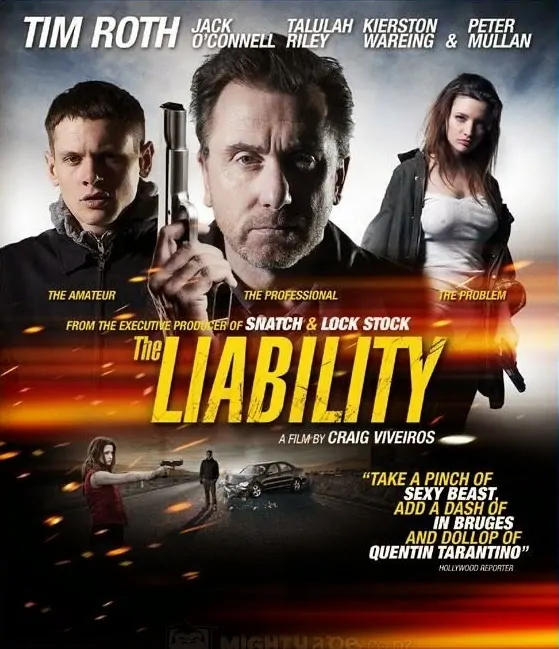 TIM ROTH
JACK O'CONNELL
TALULAH RILEY
KIERSTON WAREING
&
PETER MULLAN
THE AMATEUR
THE PROFESSIONAL
THE PROBLEM
FROM THE EXECUTIVE PRODUCER OF SNATCH & LOCK STOCK
The
LIABILITY
A FILM BY CRAIG VIVEIROS
"TAKE A PINCH OF
SEXY BEAST,
ADD A DASH OF
IN BRUGES
AND DOLLOP OF
QUENTIN TARANTINO"
HOLLYWOOD REPORTER